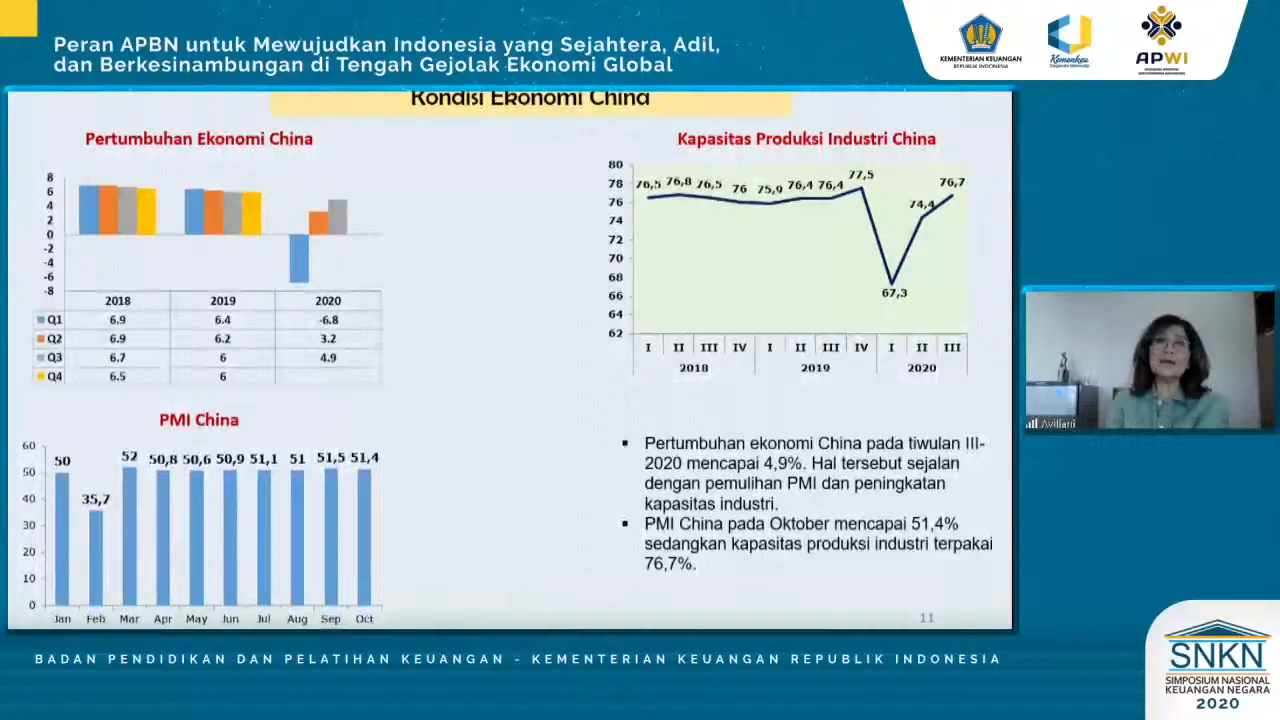 Peran APBN untuk Mewujudkan Indonesia yang Sejahtera, Adil,
dan Berkesinambungan di Tengah Gejolak Ekonomi Global
KEMENTERIAN KEUANGAN
REPUBLIK INDONESIA
Kemenkeu
Corporate University
APWI
Kondisi Ekonomi China
Pertumbuhan Ekonomi China
8
6
4
2
0
-2
-4
-6
-8
2018 2019 2020
Q1 6.9 6.4 -6.8
Q2 6.9 6.2 3.2
Q3 6.7 6 4.9
Q4 6.5 6
Kapasitas Produksi Industri China
80
78
76
74
72
70
68
66
64
62
76,5 76,8 76,5 76 75,9 76,4 76,4 77,5 67,3 74,4 76,7
I II III IV I II III IV I II III
2018 2019 2020
PMI China
60
50
40
30
20
10
0
50 35,7 52 50,8 50,6 50,9 51,1 51 51,5 51,4
Jan Feb Mar Apr May Jun Jul Aug Sep Oct
▪ Pertumbuhan ekonomi China pada tiwulan III-
2020 mencapai 4,9%. Hal tersebut sejalan
dengan pemulihan PMI dan peningkatan
kapasitas industri.
▪ PMI China pada Oktober mencapai 51,4%
sedangkan kapasitas produksi industri terpakai
76,7%.
11
Aviliani
BADAN PENDIDIKAN DAN PELATIHAN KEUANGAN - KEMENTERIAN KEUANGAN REPUBLIK INDONESIA
SNKN
SIMPOSIUM NASIONAL
KEUANGAN NEGARA
2020